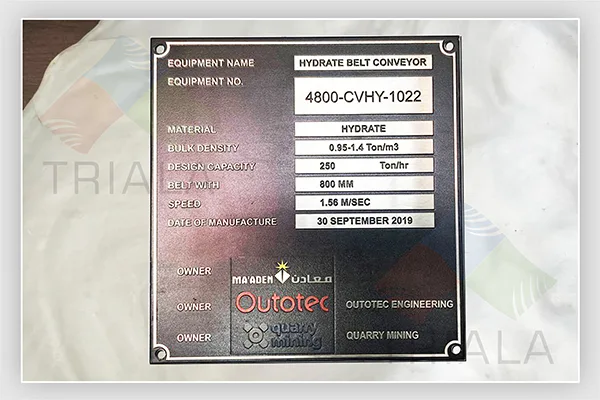 EQUIPMENT NAME HYDRATE BELT CONVEYOR
EQUIPMENT NO. 4800-CVHY-1022
MATERIAL HYDRATE
BULK DENSITY 0.95-1.4 Ton/m3
DESIGN CAPACITY 250 Ton/hr
BELT WITH 800 MM
SPEED 1.56 M/SEC
DATE OF MANUFACTURE 30 SEPTEMBER 2019
OWNER MA'ADEN معادن
OWNER Outotec OUTOTEC ENGINEERING
OWNER quarry mining QUARRY MINING
TRIALA
TRIALA